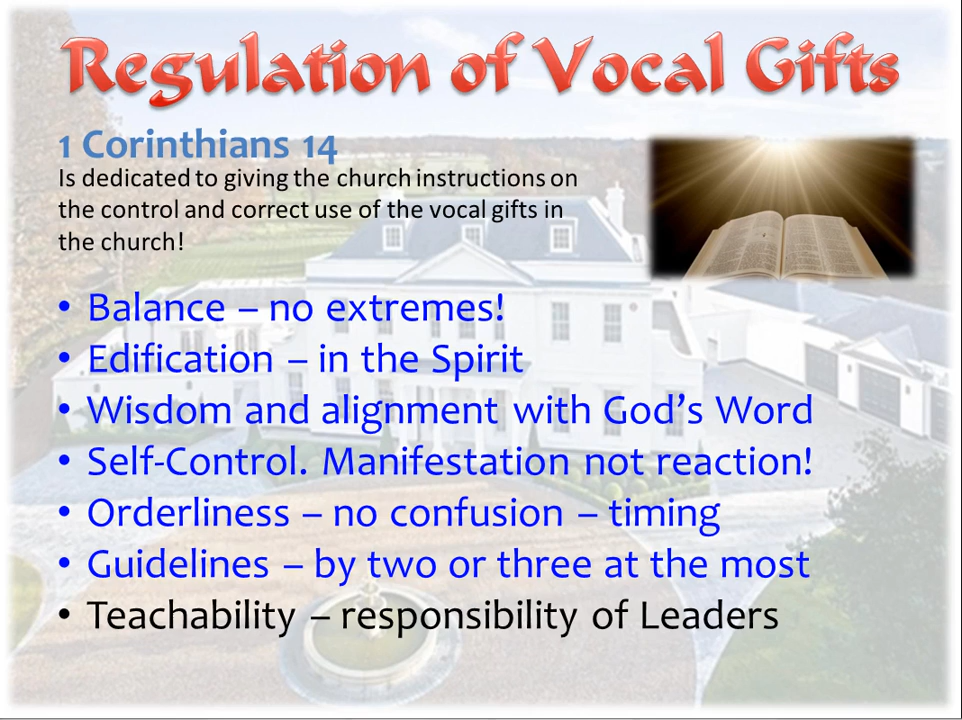 Regulation of Vocal Gifts
1 Corinthians 14
Is dedicated to giving the church instructions on
the control and correct use of the vocal gifts in
the church!
• Balance – no extremes!
• Edification – in the Spirit
• Wisdom and alignment with God’s Word
• Self-Control. Manifestation not reaction!
• Orderliness – no confusion – timing
• Guidelines – by two or three at the most
• Teachability – responsibility of Leaders